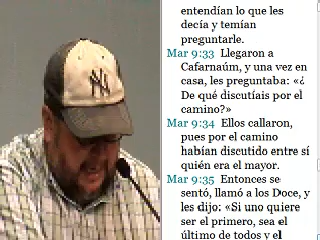 NY
entendían lo que les
decía y temían
preguntarle.
Mar 9:33 Llegaron a
Cafarnaúm, y una vez en
casa, les preguntaba: «¿
De qué discutíais por el
camino?»
Mar 9:34 Ellos callaron,
pues por el camino
habían discutido entre sí
quién era el mayor.
Mar 9:35 Entonces se
sentó, llamó a los Doce, y
les dijo: «Si uno quiere
ser el primero, sea el
último de todos y el